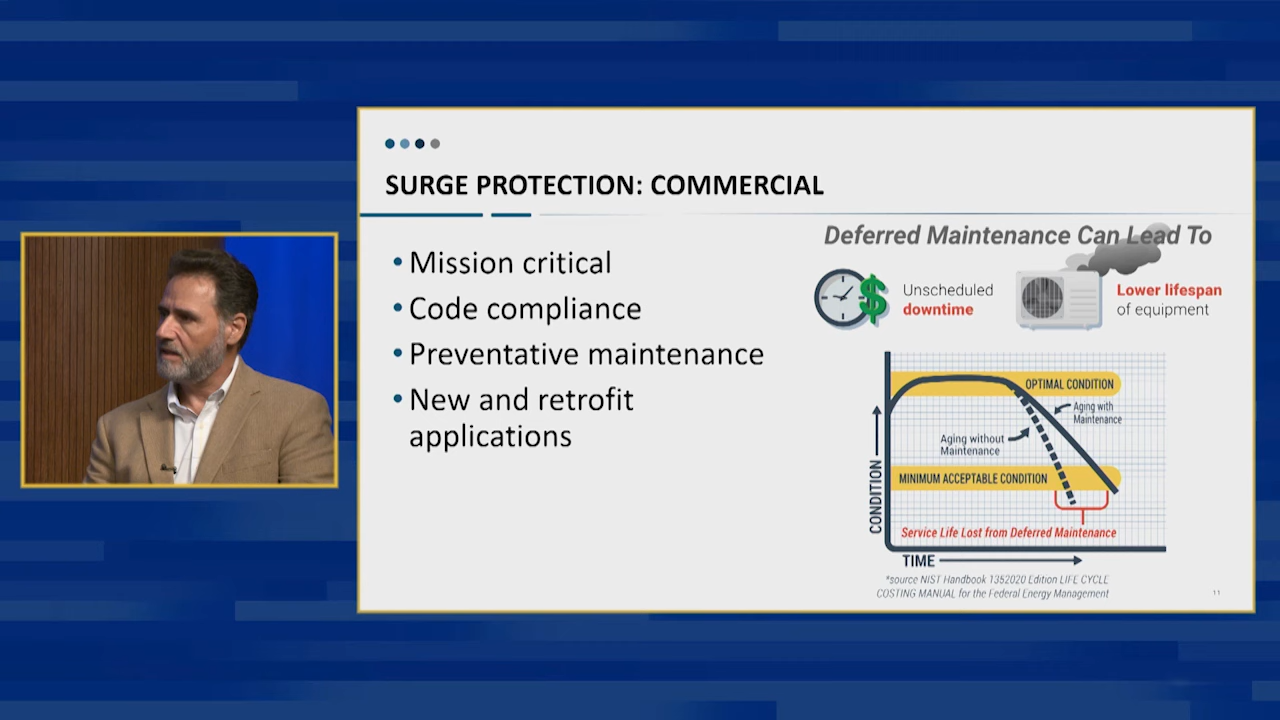 SURGE PROTECTION: COMMERCIAL
• Mission critical
• Code compliance
• Preventative maintenance
• New and retrofit
applications
Deferred Maintenance Can Lead To
Unscheduled
downtime
$
Lower lifespan
of equipment
OPTIMAL CONDITION
Aging with
Maintenance
Aging without
Maintenance
MINIMUM ACCEPTABLE CONDITION
CONDITION
Service Life Lost from Deferred Maintenance
TIME
*source NIST Handbook 1352020 Edition LIFE CYCLE
COSTING MANUAL for the Federal Energy Management
11